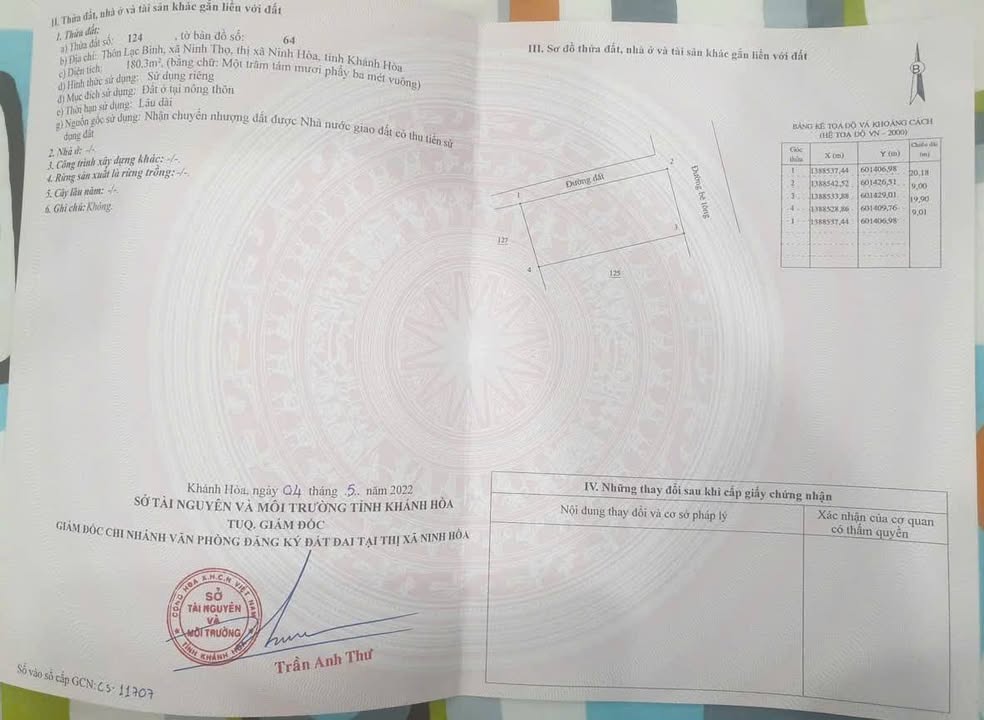 II. Thửa đất, nhà ở và tài sản khác gắn liền với đất
1. Thửa đất:
a) Thửa đất số: 124 , tờ bản đồ số: 64
b) Địa chỉ: Thôn Lạc Bình, xã Ninh Thọ, thị xã Ninh Hòa, tỉnh Khánh Hòa
c) Diện tích: 180,3m², (bằng chữ: Một trăm tám mươi phẩy ba mét vuông)
d) Hình thức sử dụng: Sử dụng riêng
đ) Mục đích sử dụng: Đất ở tại nông thôn
e) Thời hạn sử dụng: Lâu dài
g) Nguồn gốc sử dụng: Nhận chuyển nhượng đất được Nhà nước giao đất có thu tiền sử
dụng đất
2. Nhà ở: -/-.
3. Công trình xây dựng khác: -/-.
4. Rừng sản xuất là rừng trồng: -/-.
5. Cây lâu năm: -/-.
6. Ghi chú: Không.
Khánh Hòa, ngày 04 tháng 5 năm 2022
SỞ TÀI NGUYÊN VÀ MÔI TRƯỜNG TỈNH KHÁNH HÒA
TUQ. GIÁM ĐỐC
GIÁM ĐỐC CHI NHÁNH VĂN PHÒNG ĐĂNG KÝ ĐẤT ĐAI TẠI THỊ XÃ NINH HÒA
CỘNG HÒA X.H.C.N VIỆT NAM
SỞ
TÀI NGUYÊN
VÀ
MÔI TRƯỜNG
TỈNH KHÁNH HÒA
Trần Anh Thư
Số vào sổ cấp GCN: CS-11707
III. Sơ đồ thửa đất, nhà ở và tài sản khác gắn liền với đất
B
Đường đất
Đường bê tông
1
2
3
4
127
125
BẢNG KÊ TOẠ ĐỘ VÀ KHOẢNG CÁCH
(HỆ TOẠ ĐỘ VN - 2000)
Góc thửa X (m) Y (m) Chiều dài (m)
1 1388537,44 601406,98
20,18
2 1388542,52 601426,51
9,00
3 1388533,88 601429,01
19,90
4 1388528,86 601409,76
9,01
1 1388537,44 601406,98
IV. Những thay đổi sau khi cấp giấy chứng nhận
Nội dung thay đổi và cơ sở pháp lý
Xác nhận của cơ quan
có thẩm quyền